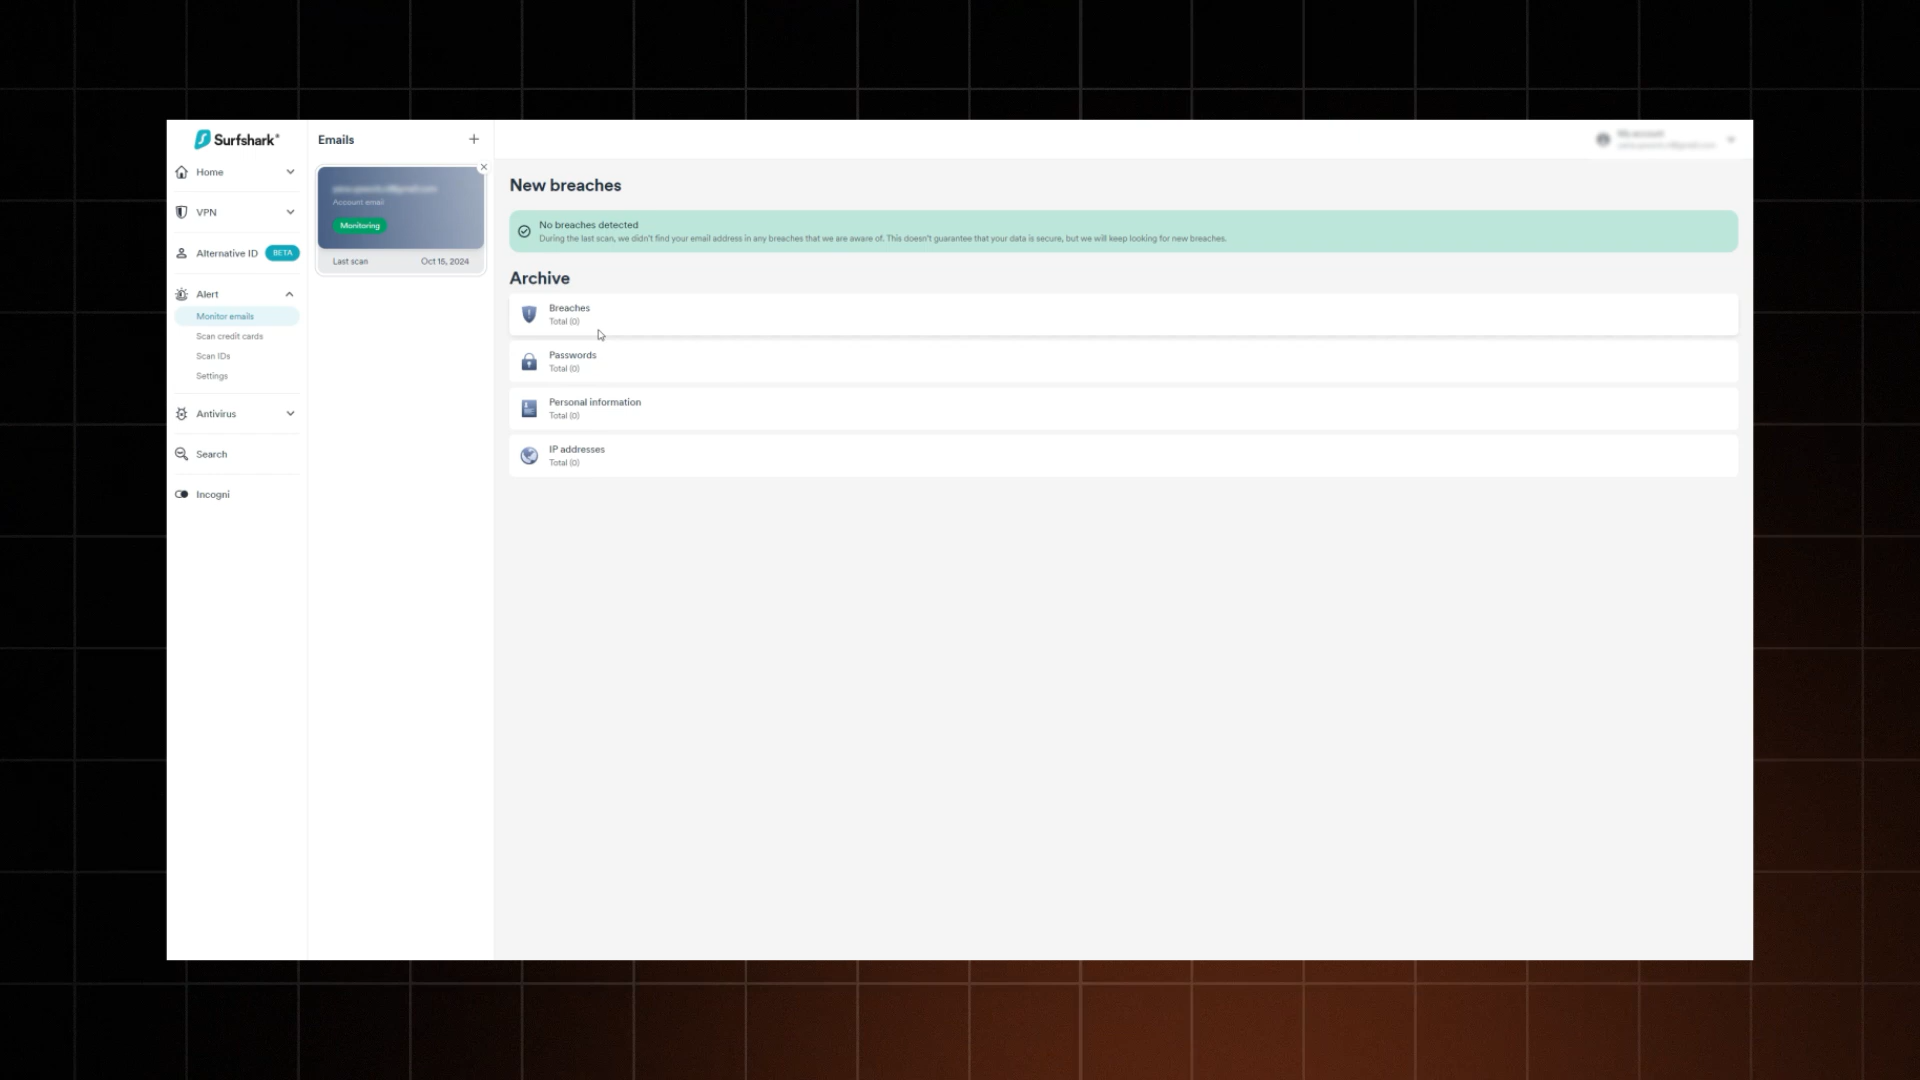 Surfshark®
Home
VPN
Alternative ID BETA
Alert
Monitor emails
Scan credit cards
Scan IDs
Settings
Antivirus
Search
Incogni
Emails +
Account email
Monitoring
Last scan Oct 15, 2024
My account
New breaches
No breaches detected
During the last scan, we didn't find your email address in any breaches that we are aware of. This doesn't guarantee that your data is secure, but we will keep looking for new breaches.
Archive
Breaches
Total (0)
Passwords
Total (0)
Personal information
Total (0)
IP addresses
Total (0)